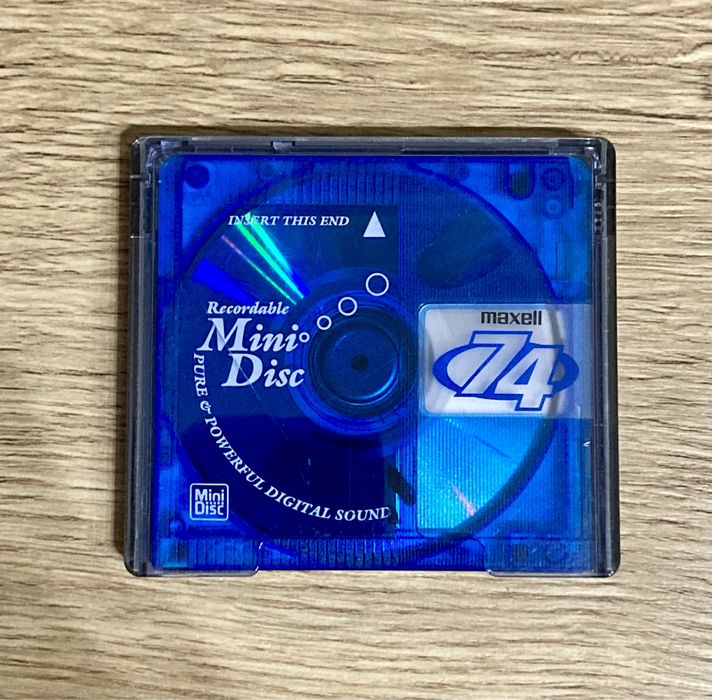 INSERT THIS END
Recordable
Mini
Disc
PURE & POWERFUL DIGITAL SOUND
maxell
74
Mini
Disc